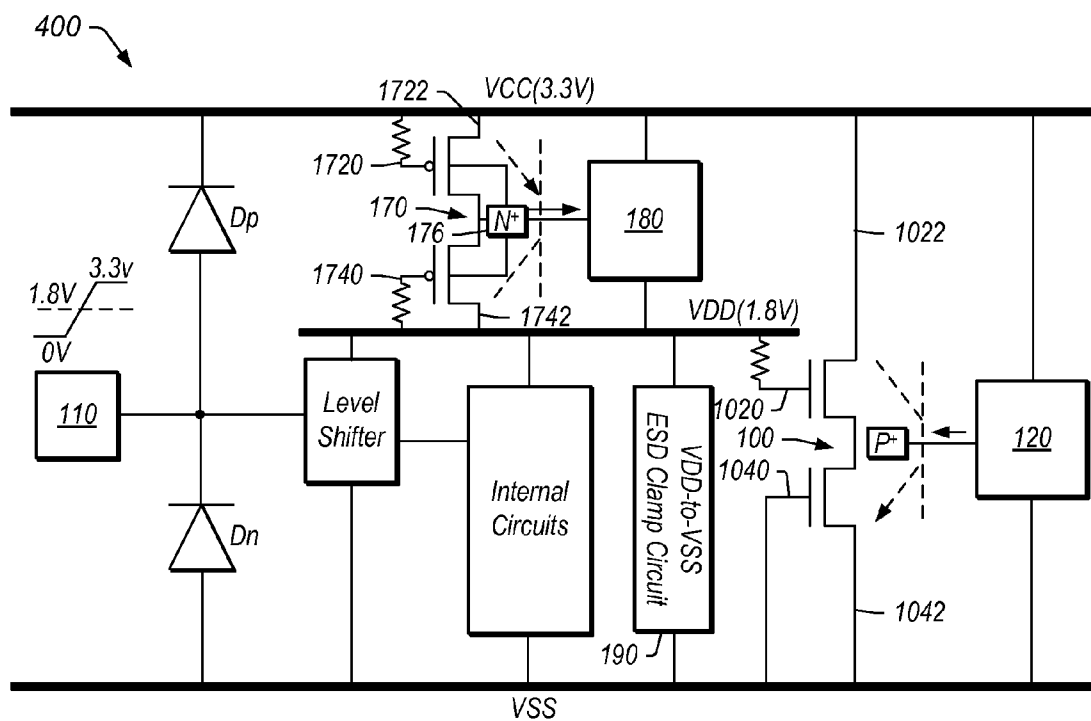 400
1722
VCC(3.3V)
1720
170
N+
176
180
Dp
1022
3.3v
1.8V
0V
1740
1742
VDD(1.8V)
110
Level
Shifter
1020
100
P+
120
1040
Internal
Circuits
VDD-to-VSS
ESD Clamp Circuit
Dn
1042
190
VSS